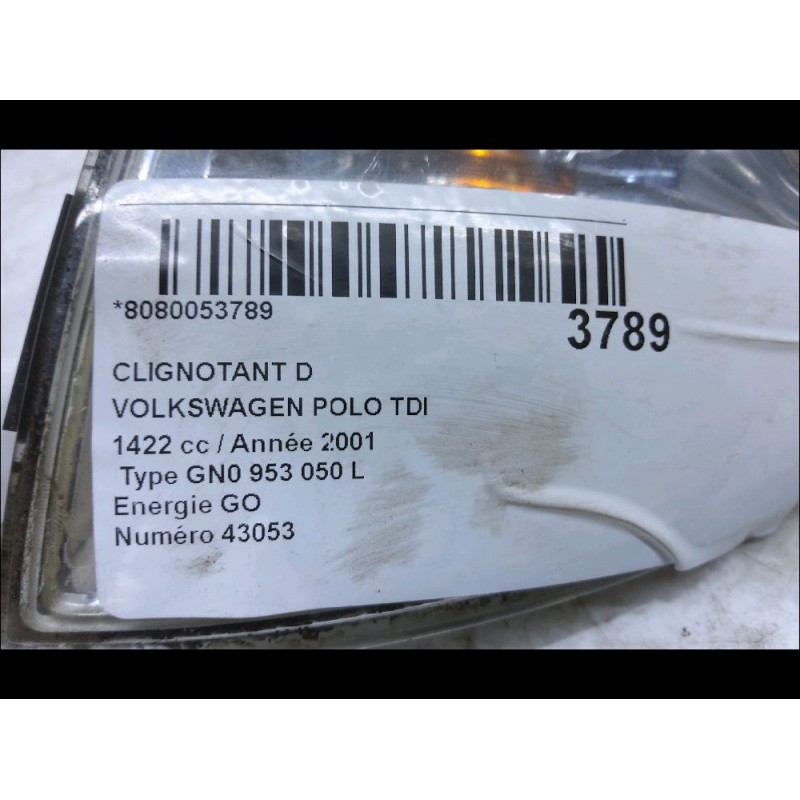 *8080053789
3789
CLIGNOTANT D
VOLKSWAGEN POLO TDI
1422 cc / Année 2001
Type GN0 953 050 L
Energie GO
Numéro 43053